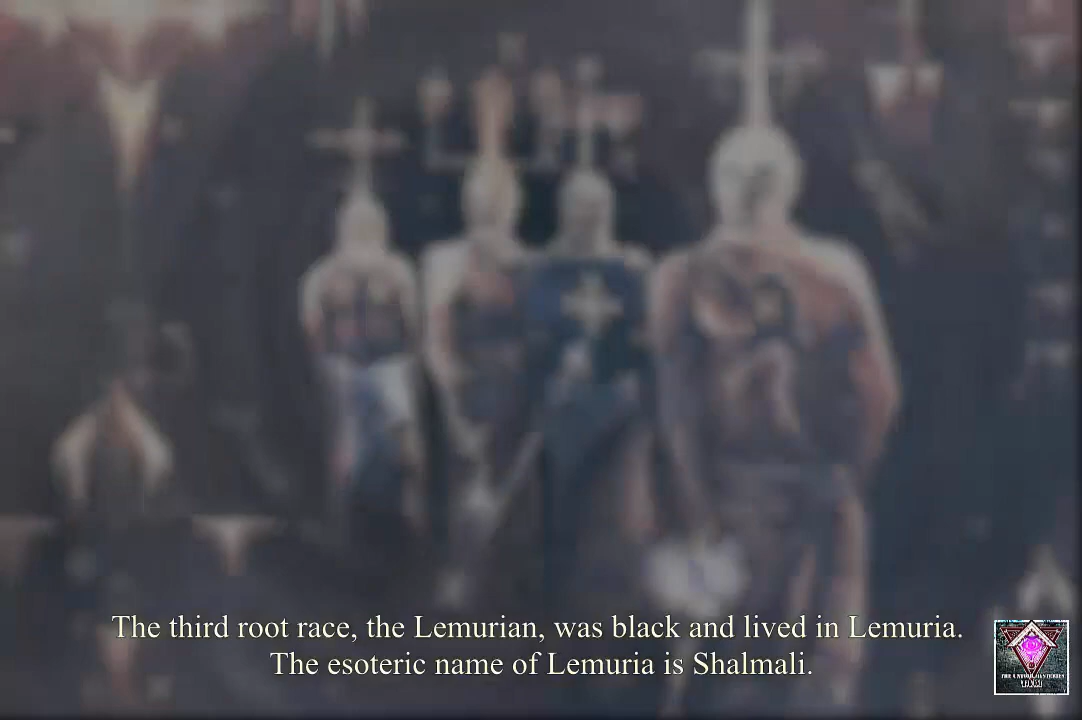 The third root race, the Lemurian, was black and lived in Lemuria.
The esoteric name of Lemuria is Shalmali.